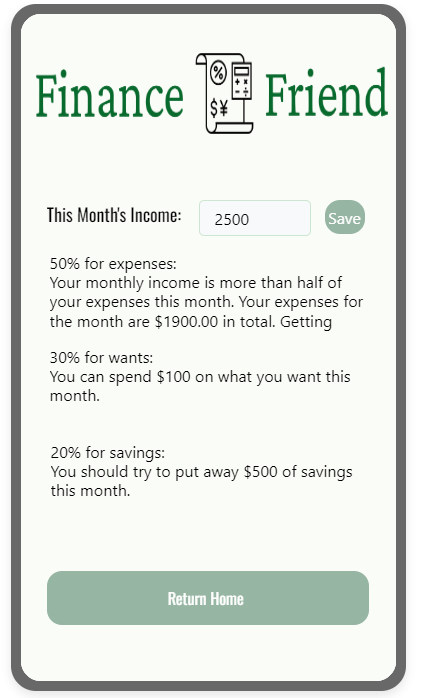 Finance Friend
This Month's Income: 2500 Save
50% for expenses:
Your monthly income is more than half of
your expenses this month. Your expenses for
the month are $1900.00 in total. Getting
30% for wants:
You can spend $100 on what you want this
month.
20% for savings:
You should try to put away $500 of savings
this month.
Return Home